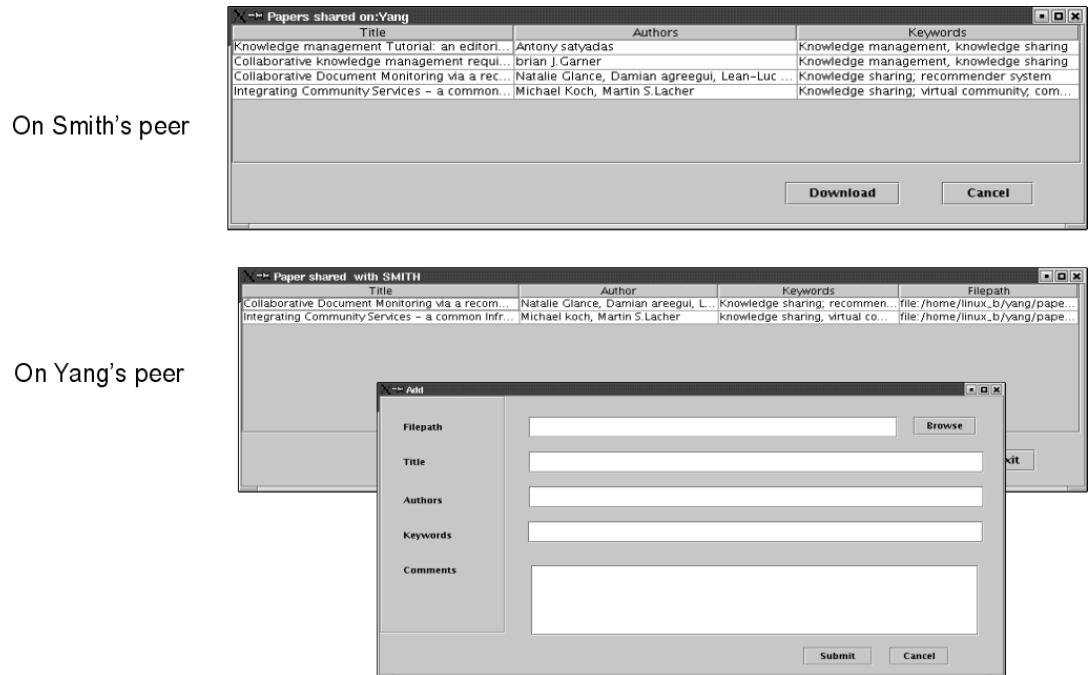 Papers shared on:Yang
Title Authors Keywords
Knowledge management Tutorial: an editori... Antony satyadas Knowledge management, knowledge sharing
Collaborative knowledge management requi... brian J.Garner Knowledge management, knowledge sharing
Collaborative Document Monitoring via a rec... Natalie Glance, Damian agreegui, Lean-Luc ... Knowledge sharing; recommender system
Integrating Community Services - a common... Michael Koch, Martin S.Lacher Knowledge sharing; virtual community; com...
On Smith's peer
Download Cancel
Paper shared with SMITH
Title Author Keywords Filepath
Collaborative Document Monitoring via a recom... Natalie Glance, Damian areegui, L... Knowledge sharing; recommen... file:/home/linux_b/yang/pape...
Integrating Community Services - a common Infr... Michael koch, Martin S.Lacher knowledge sharing, virtual co... file:/home/linux_b/yang/pape...
On Yang's peer
Add
Filepath Browse
Title
xit
Authors
Keywords
Comments
Submit Cancel